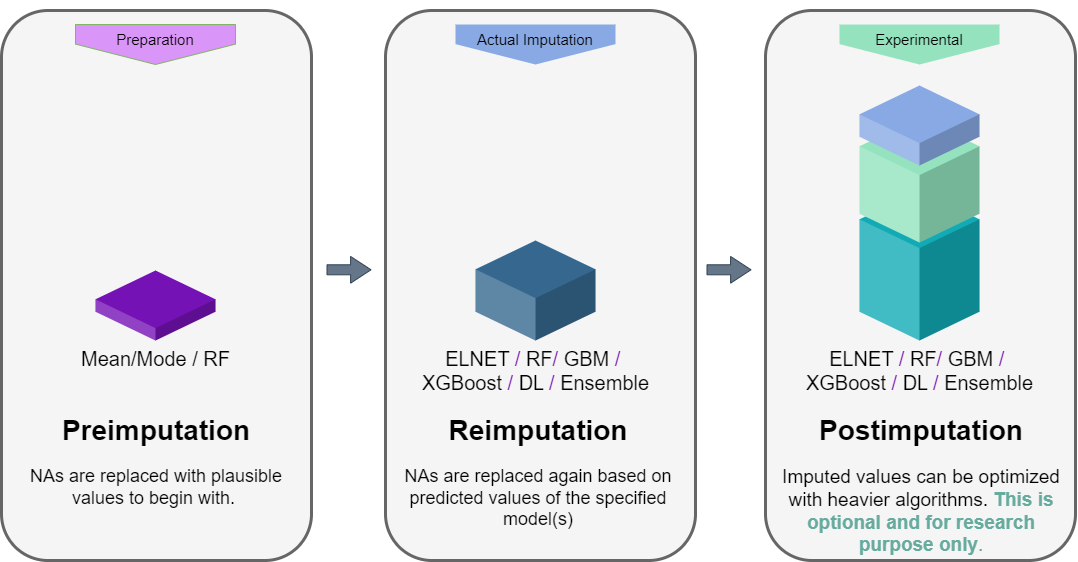 Preparation
Mean/Mode / RF
Preimputation
NAs are replaced with plausible
values to begin with.
Actual Imputation
ELNET / RF/ GBM /
XGBoost / DL / Ensemble
Reimputation
NAs are replaced again based on
predicted values of the specified
model(s)
Experimental
ELNET / RF/ GBM /
XGBoost / DL / Ensemble
Postimputation
Imputed values can be optimized
with heavier algorithms. This is
optional and for research
purpose only.